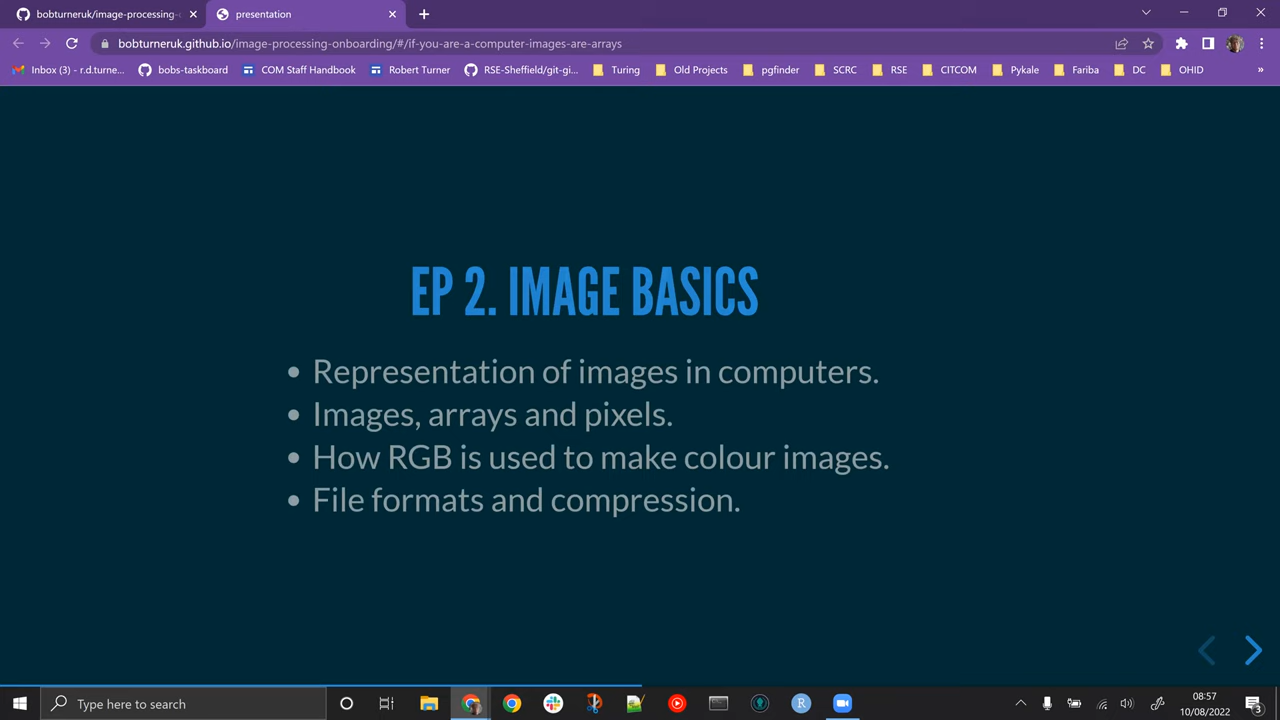 bobturneruk/image-processing-
presentation
bobturneruk.github.io/image-processing-onboarding/#/if-you-are-a-computer-images-are-arrays
Inbox (3) - r.d.turne...
bobs-taskboard
COM Staff Handbook
Robert Turner
RSE-Sheffield/git-gi...
Turing
Old Projects
pgfinder
SCRC
RSE
CITCOM
Pykale
Fariba
DC
OHID
»
EP 2. IMAGE BASICS
• Representation of images in computers.
• Images, arrays and pixels.
• How RGB is used to make colour images.
• File formats and compression.
Type here to search
08:57
10/08/2022
3